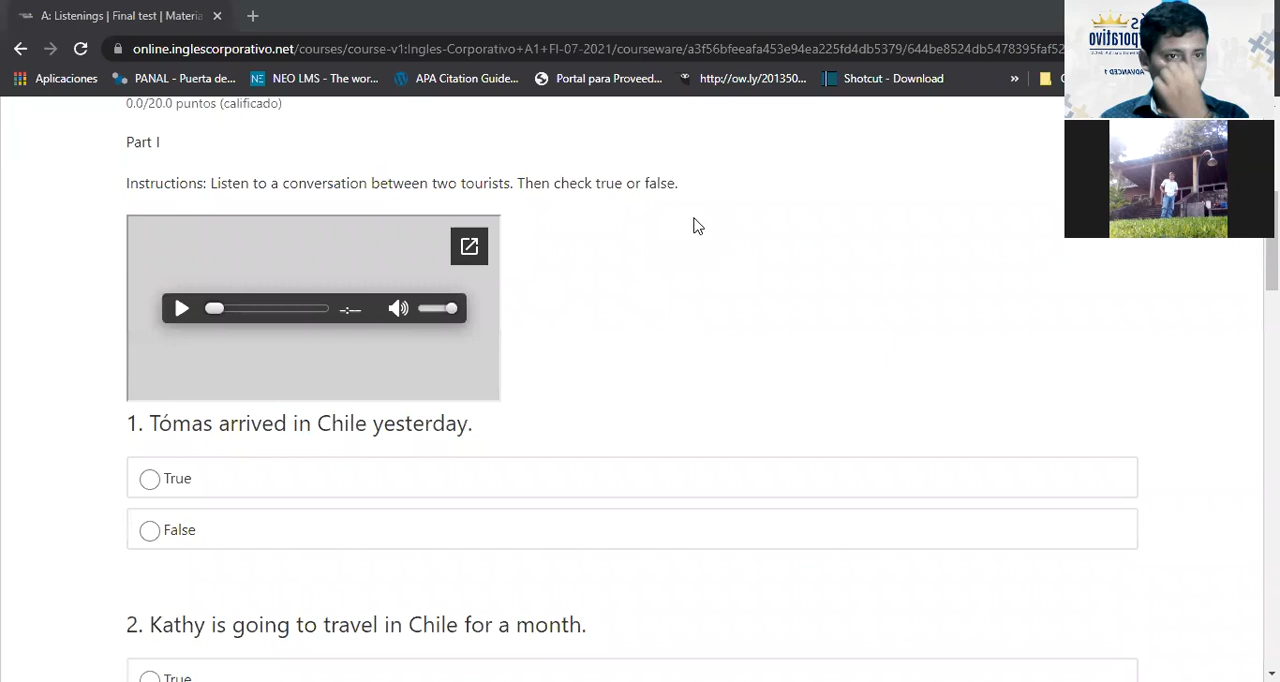 A: Listenings | Final test | Materia
online.inglescorporativo.net/courses/course-v1:Ingles-Corporativo+A1+FI-07-2021/courseware/a3f56bfeeafa453e94ea225fd4db5379/644be8524db5478395faf52
Aplicaciones
PANAL - Puerta de...
NEO LMS - The wor...
APA Citation Guide...
Portal para Proveed...
http://ow.ly/201350...
Shotcut - Download
»
0.0/20.0 puntos (calificado)
Part I
Instructions: Listen to a conversation between two tourists. Then check true or false.
-:--
1. Tómas arrived in Chile yesterday.
True
False
2. Kathy is going to travel in Chile for a month.
True
ADVANCED 1